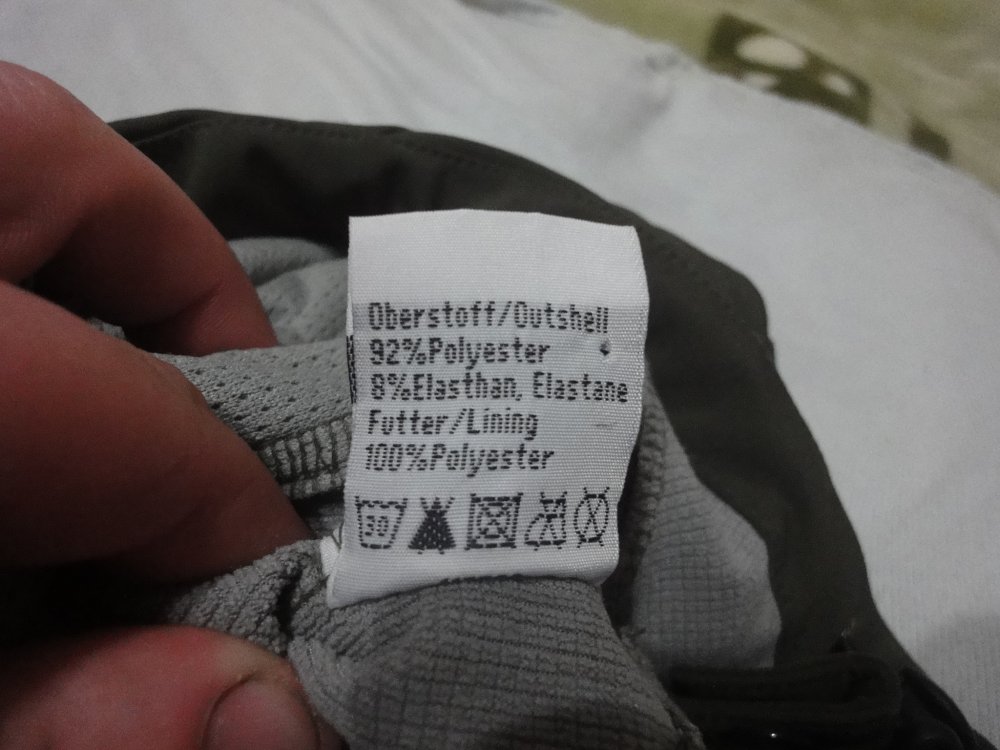 Oberstoff/Outshell
92%Polyester
8%Elasthan, Elastane
Futter/Lining
100%Polyester
30